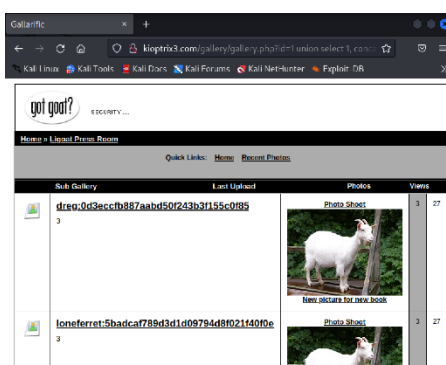 Gallarific
kioptrix3.com/gallery/gallery.php?id=1 union select 1, conc
Kali Linux Kali Tools Kali Docs Kali Forums Kali NetHunter Exploit DB
got goat? SECURITY ...
Home » Ligoat Press Room
Quick Links: Home Recent Photos
Sub Gallery Last Upload Photos Views
dreg:0d3eccfb887aabd50f243b3f155c0f85
3
Photo Shoot
3 27
New picture for new book
loneferret:5badcaf789d3d1d09794d8f021f40f0e
3
Photo Shoot
3 27